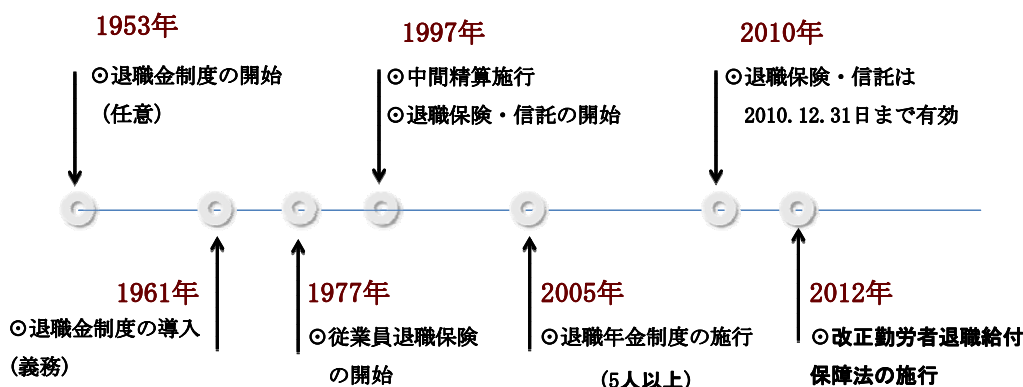 1953年
⊙退職金制度の開始
(任意)
1997年
⊙中間精算施行
⊙退職保険・信託の開始
2010年
⊙退職保険・信託は
2010.12.31日まで有効
1961年
⊙退職金制度の導入
(義務)
1977年
⊙従業員退職保険
の開始
2005年
⊙退職年金制度の施行
(5人以上)
2012年
⊙改正勤労者退職給付
保障法の施行